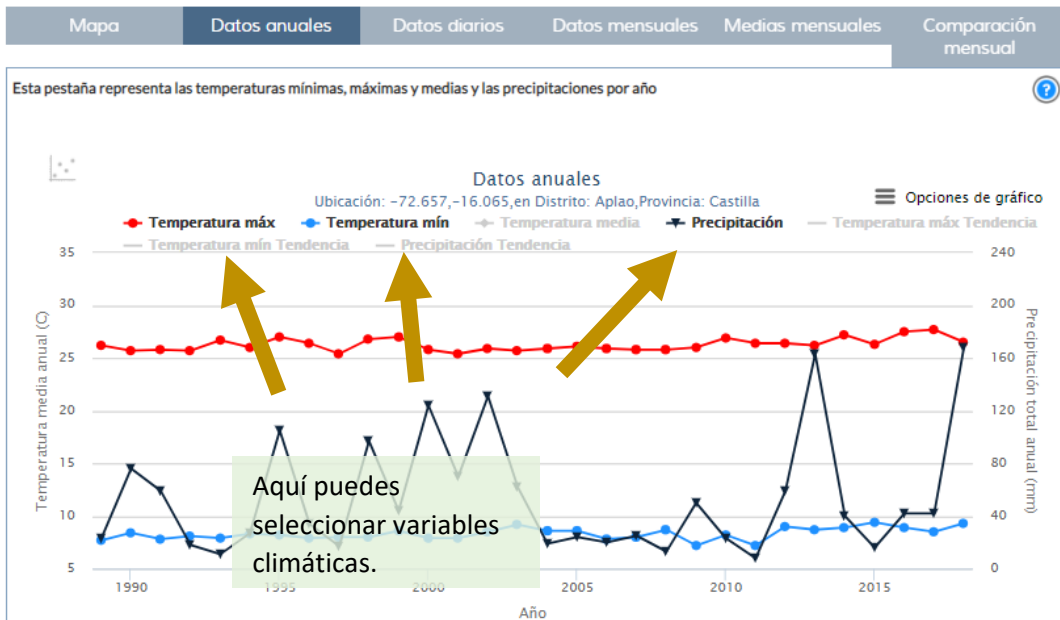 Mapa
Datos anuales
Datos diarios
Datos mensuales
Medias mensuales
Comparación
mensual
Esta pestaña representa las temperaturas mínimas, máximas y medias y las precipitaciones por año
?
Datos anuales
Ubicación: -72.657,-16.065,en Distrito: Aplao,Provincia: Castilla
Opciones de gráfico
Temperatura máx
Temperatura mín
Temperatura media
Precipitación
Temperatura máx Tendencia
Temperatura mín Tendencia
Precipitación Tendencia
Temperatura media anual (C)
35
30
25
20
15
10
5
Precipitación total anual (mm)
240
200
160
120
80
40
0
Aquí puedes
seleccionar variables
climáticas.
1990
1995
2000
2005
2010
2015
Año